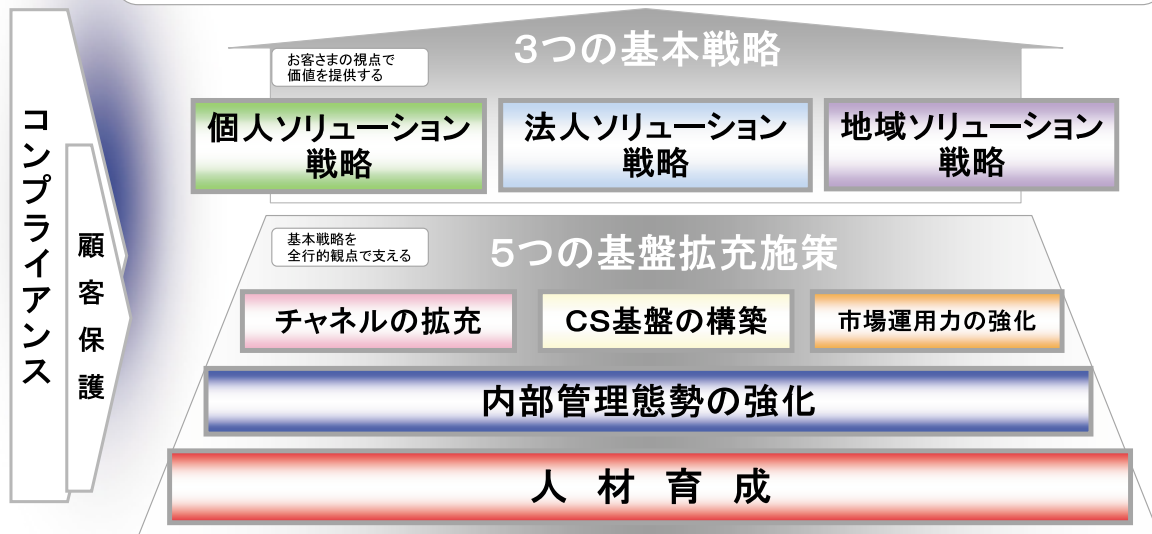 コンプライアンス
顧客保護
3つの基本戦略
お客さまの視点で
価値を提供する
個人ソリューション
戦略
法人ソリューション
戦略
地域ソリューション
戦略
5つの基盤拡充施策
基本戦略を
全行的観点で支える
チャネルの拡充
CS基盤の構築
市場運用力の強化
内部管理態勢の強化
人材育成